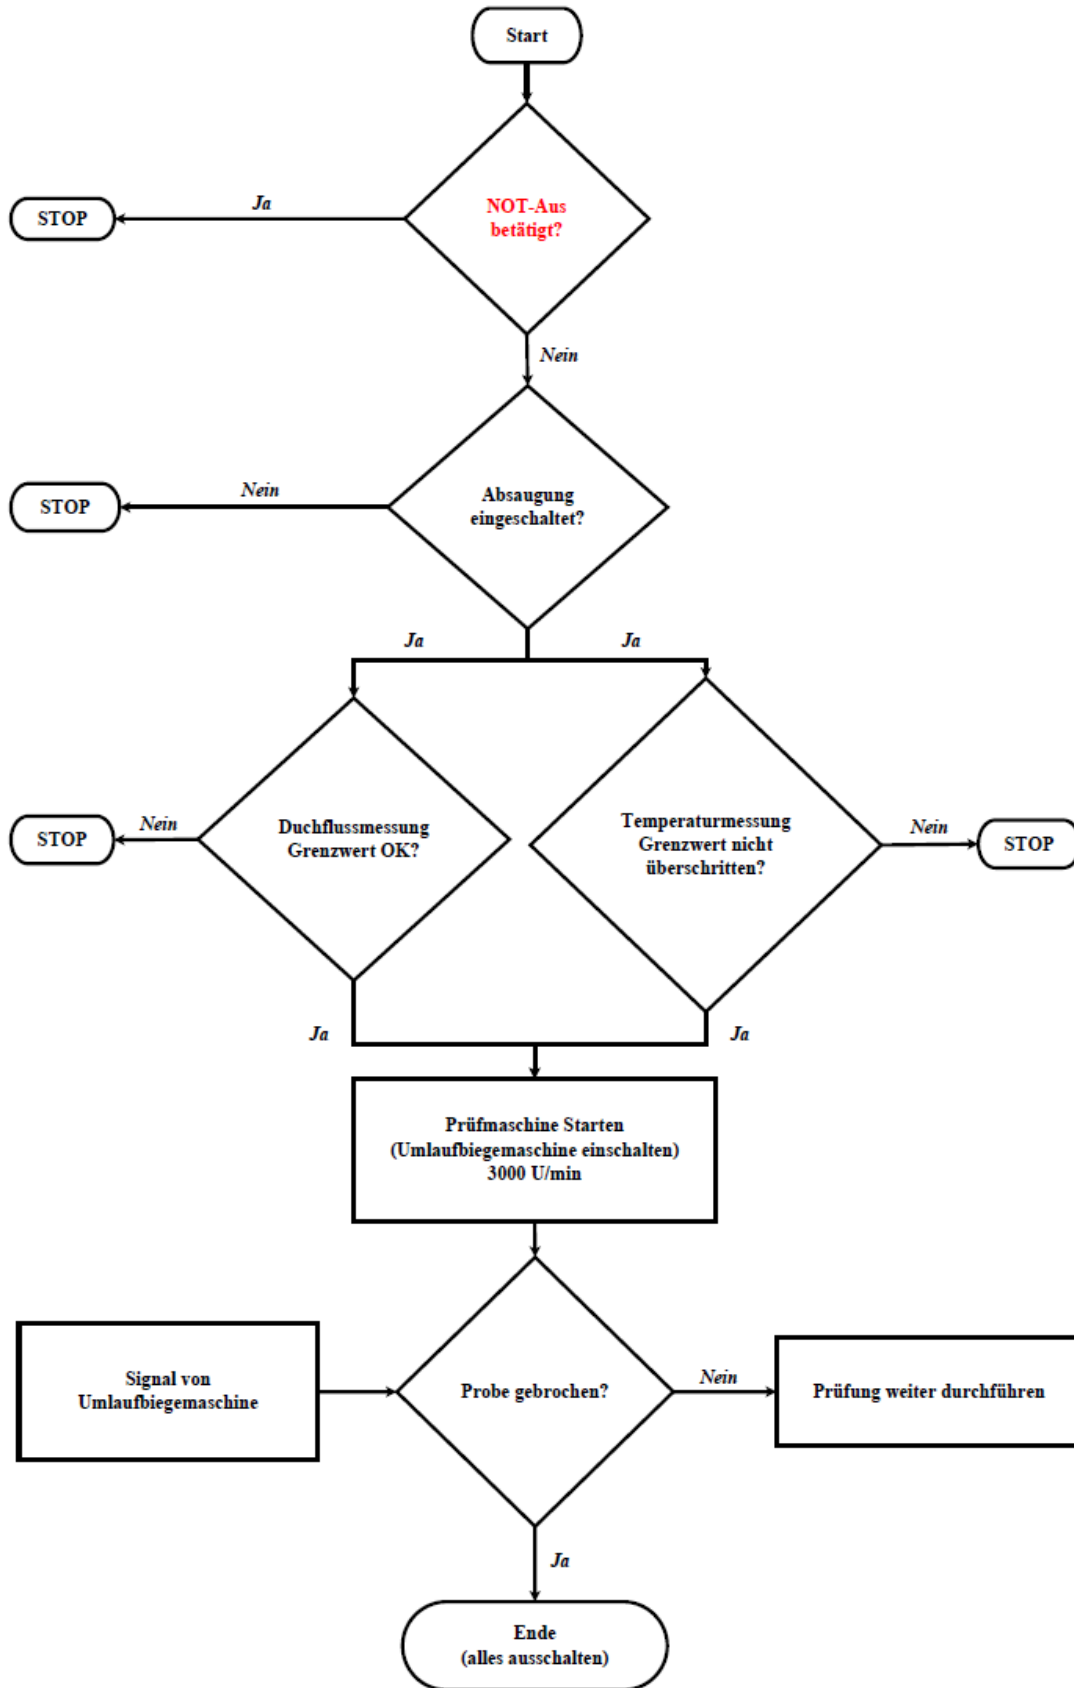 Start
NOT-Aus
betätigt?
Ja
STOP
Nein
Absaugung
eingeschaltet?
Nein
STOP
Ja
Ja
Duchflussmessung
Grenzwert OK?
Nein
STOP
Temperaturmessung
Grenzwert nicht
überschritten?
Nein
STOP
Ja
Ja
Prüfmaschine Starten
(Umlaufbiegemaschine einschalten)
3000 U/min
Signal von
Umlaufbiegemaschine
Probe gebrochen?
Nein
Prüfung weiter durchführen
Ja
Ende
(alles ausschalten)